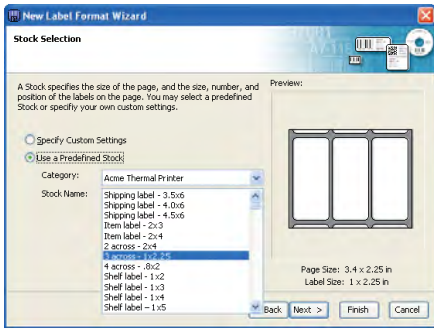 New Label Format Wizard
Stock Selection
A Stock specifies the size of the page, and the size, number, and
position of the labels on the page. You may select a predefined
Stock or specifiy your own custom settings.
Preview:
Specify Custom Settings
Use a Predefined Stock
Category:
Acme Thermal Printer
Stock Name:
Shipping label - 3.5x6
Shipping label - 4.0x6
Shipping label - 4.5x6
Item label - 2x3
Item label - 2x4
2 across - 2x4
3 across - 1x2.25
4 across - .8x2
Shelf label - 1x2
Shelf label - 1x3
Shelf label - 1x4
Shelf label - 1x5
Page Size: 3.4 x 2.25 in
Label Size: 1 x 2.25 in
Back
Next >
Finish
Cancel